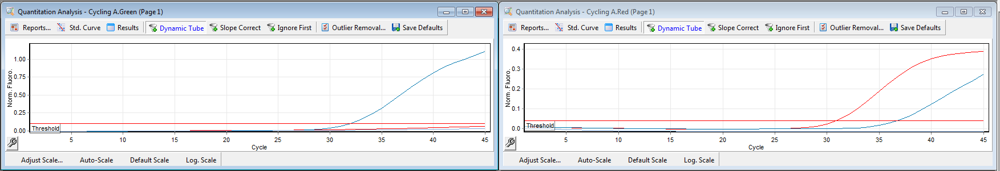 Quantitation Analysis - Cycling A.Green (Page 1)
Reports... Std. Curve Results Dynamic Tube Slope Correct Ignore First Outlier Removal... Save Defaults
Norm. Fluoro.
1.00
0.75
0.50
0.25
0.00
Threshold
5 10 15 20 25 30 35 40 45
Cycle
Adjust Scale... Auto-Scale Default Scale Log. Scale
Quantitation Analysis - Cycling A.Red (Page 1)
Reports... Std. Curve Results Dynamic Tube Slope Correct Ignore First Outlier Removal... Save Defaults
Norm. Fluoro.
0.4
0.3
0.2
0.1
0.0
Threshold
5 10 15 20 25 30 35 40 45
Cycle
Adjust Scale... Auto-Scale Default Scale Log. Scale